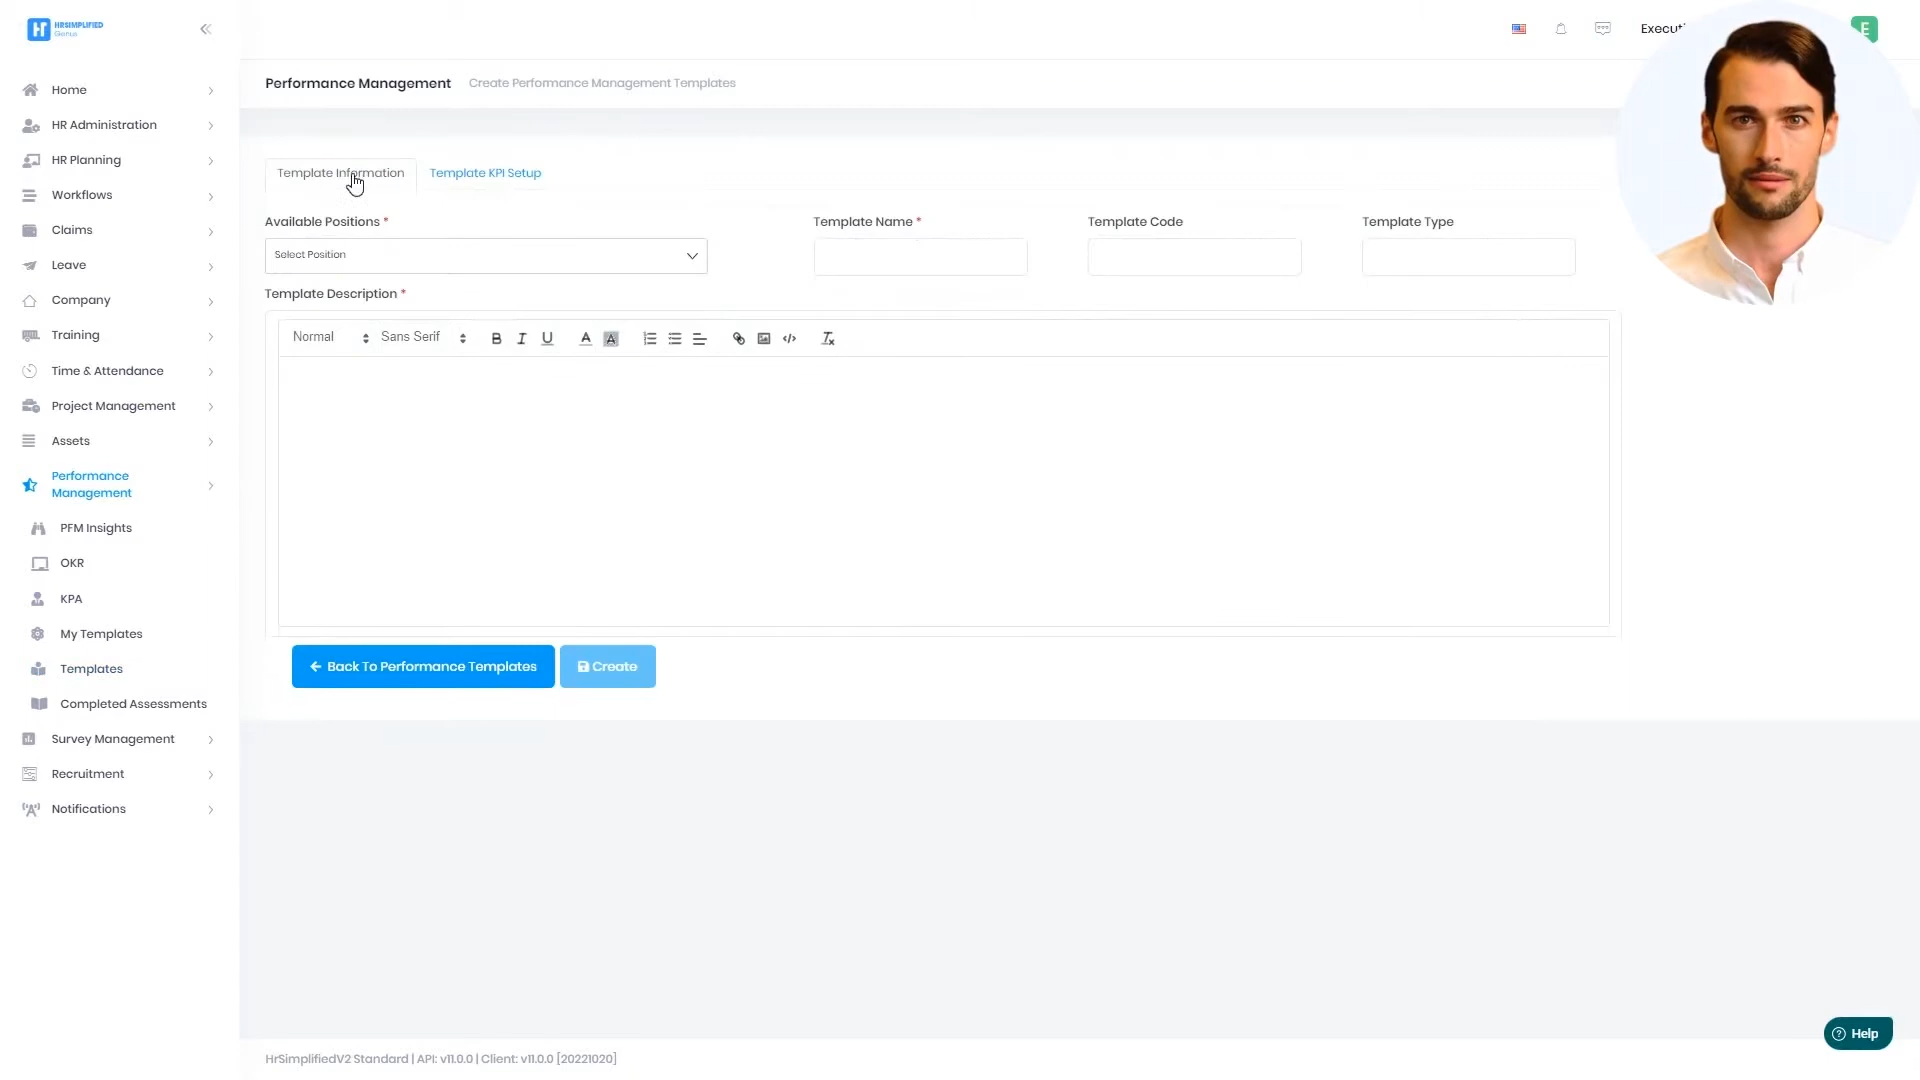 HRSIMPLIFIED
Genius
Home
HR Administration
HR Planning
Workflows
Claims
Leave
Company
Training
Time & Attendance
Project Management
Assets
Performance
Management
PFM Insights
OKR
KPA
My Templates
Templates
Completed Assessments
Survey Management
Recruitment
Notifications
E
Performance Management Create Performance Management Templates
Template Information Template KPI Setup
Available Positions * Template Name * Template Code Template Type
Select Position
Template Description *
Normal Sans Serif B I U A A
Back To Performance Templates Create
Help
HrSimplifiedV2 Standard | API: v11.0.0 | Client: v11.0.0 [20221020]